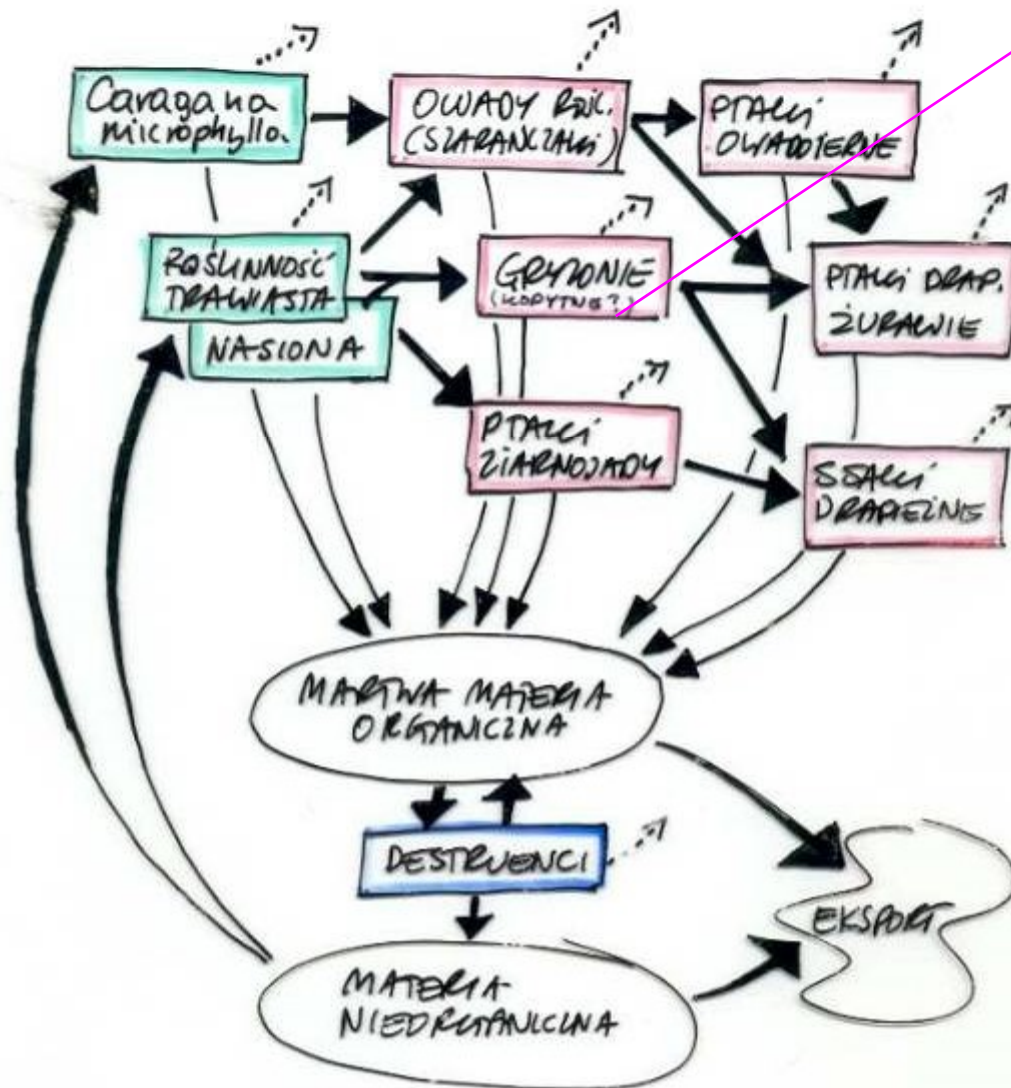 Caragana
microphylla.
OWADY ROŚL.
(SZARAŃCZAKI)
PTAKI
OWADOŻERNE
ROŚLINNOŚĆ
TRAWIASTA
NASIONA
GRYZONIE
(KOPYTNE?)
PTAKI DRAP.
ŻURAWIE
PTAKI
ZIARNOJADY
SSAKI
DRAPIEŻNE
MARTWA MATERIA
ORGANICZNA
DESTRUENCI
EKSPORT
MATERIA
NIEORGANICZNA